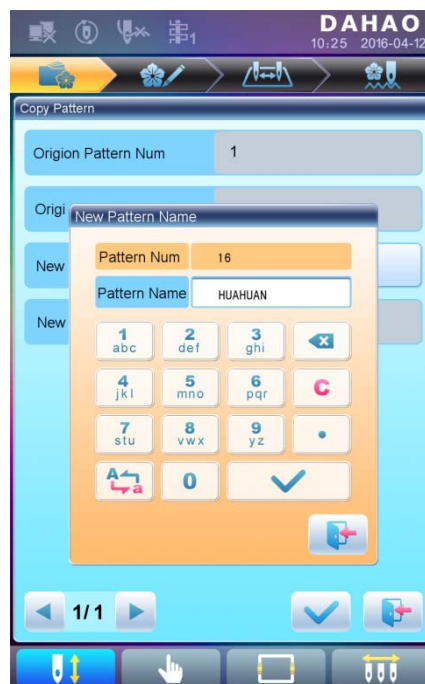 DAHAO
1
10:25 2016-04-12
Copy Pattern
Origion Pattern Num 1
Origi
New Pattern Name
New
Pattern Num 16
Pattern Name HUAHUAN
New
1 2 3
abc def ghi
4 5 6 C
jkl mno pqr
7 8 9 •
stu vwx yz
A a 0
1/1